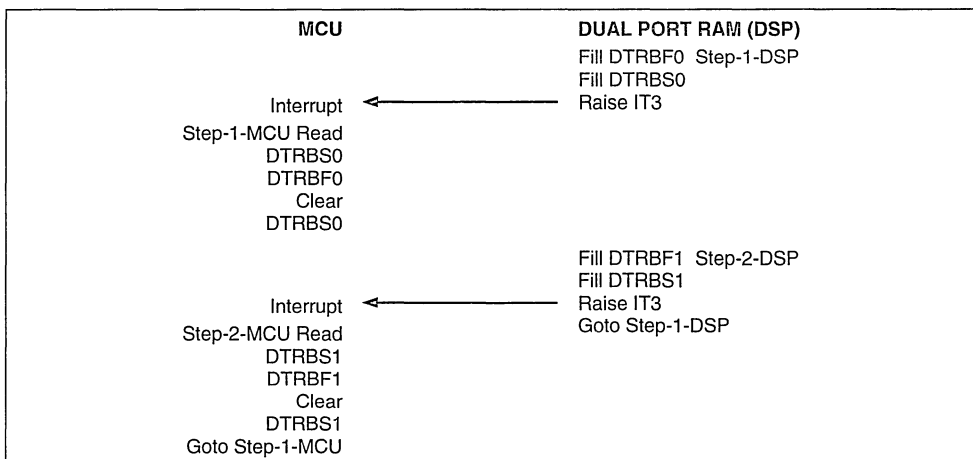 MCU DUAL PORT RAM (DSP)
Fill DTRBF0 Step-1-DSP
Fill DTRBS0
Interrupt Raise IT3
Step-1-MCU Read
DTRBS0
DTRBF0
Clear
DTRBS0
Fill DTRBF1 Step-2-DSP
Fill DTRBS1
Interrupt Raise IT3
Step-2-MCU Read Goto Step-1-DSP
DTRBS1
DTRBF1
Clear
DTRBS1
Goto Step-1-MCU